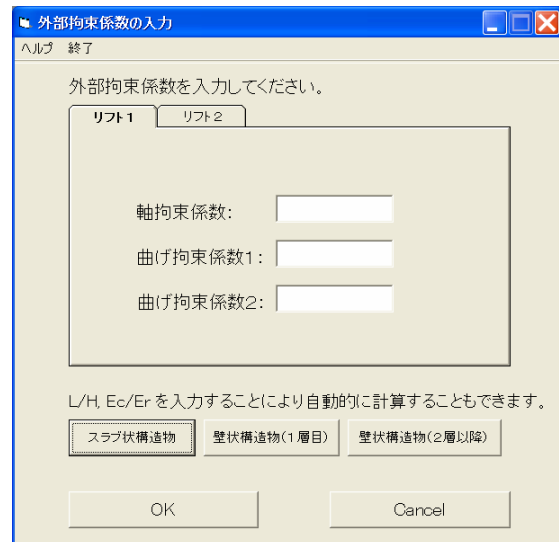 外部拘束係数の入力
ヘルプ 終了
外部拘束係数を入力してください。
リフト1 リフト2
軸拘束係数:
曲げ拘束係数1:
曲げ拘束係数2:
L/H, Ec/Er を入力することにより自動的に計算することもできます。
スラブ状構造物 壁状構造物(1層目) 壁状構造物(2層以降)
OK Cancel